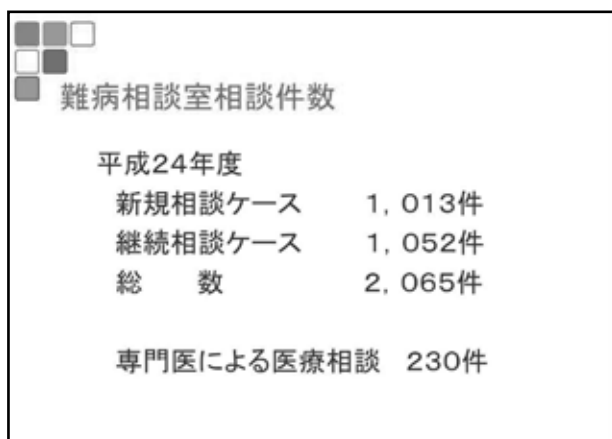 難病相談室相談件数
平成24年度
新規相談ケース　　1，013件
継続相談ケース　　1，052件
総　　数　　2，065件
専門医による医療相談　230件